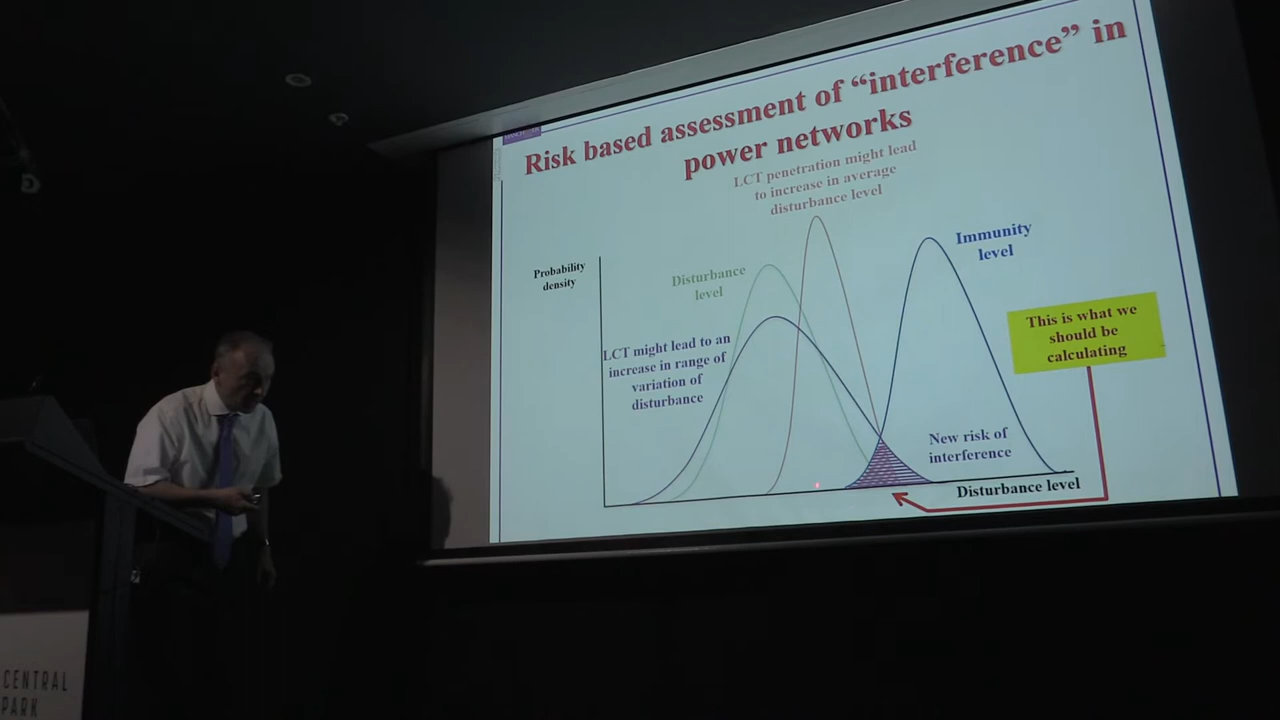 Risk based assessment of “interference” in
power networks
LCT penetration might lead
to increase in average
disturbance level
Immunity
level
Probability
density
Disturbance
level
This is what we
should be
calculating
LCT might lead to an
increase in range of
variation of
disturbance
New risk of
interference
Disturbance level
CENTRAL
PARK